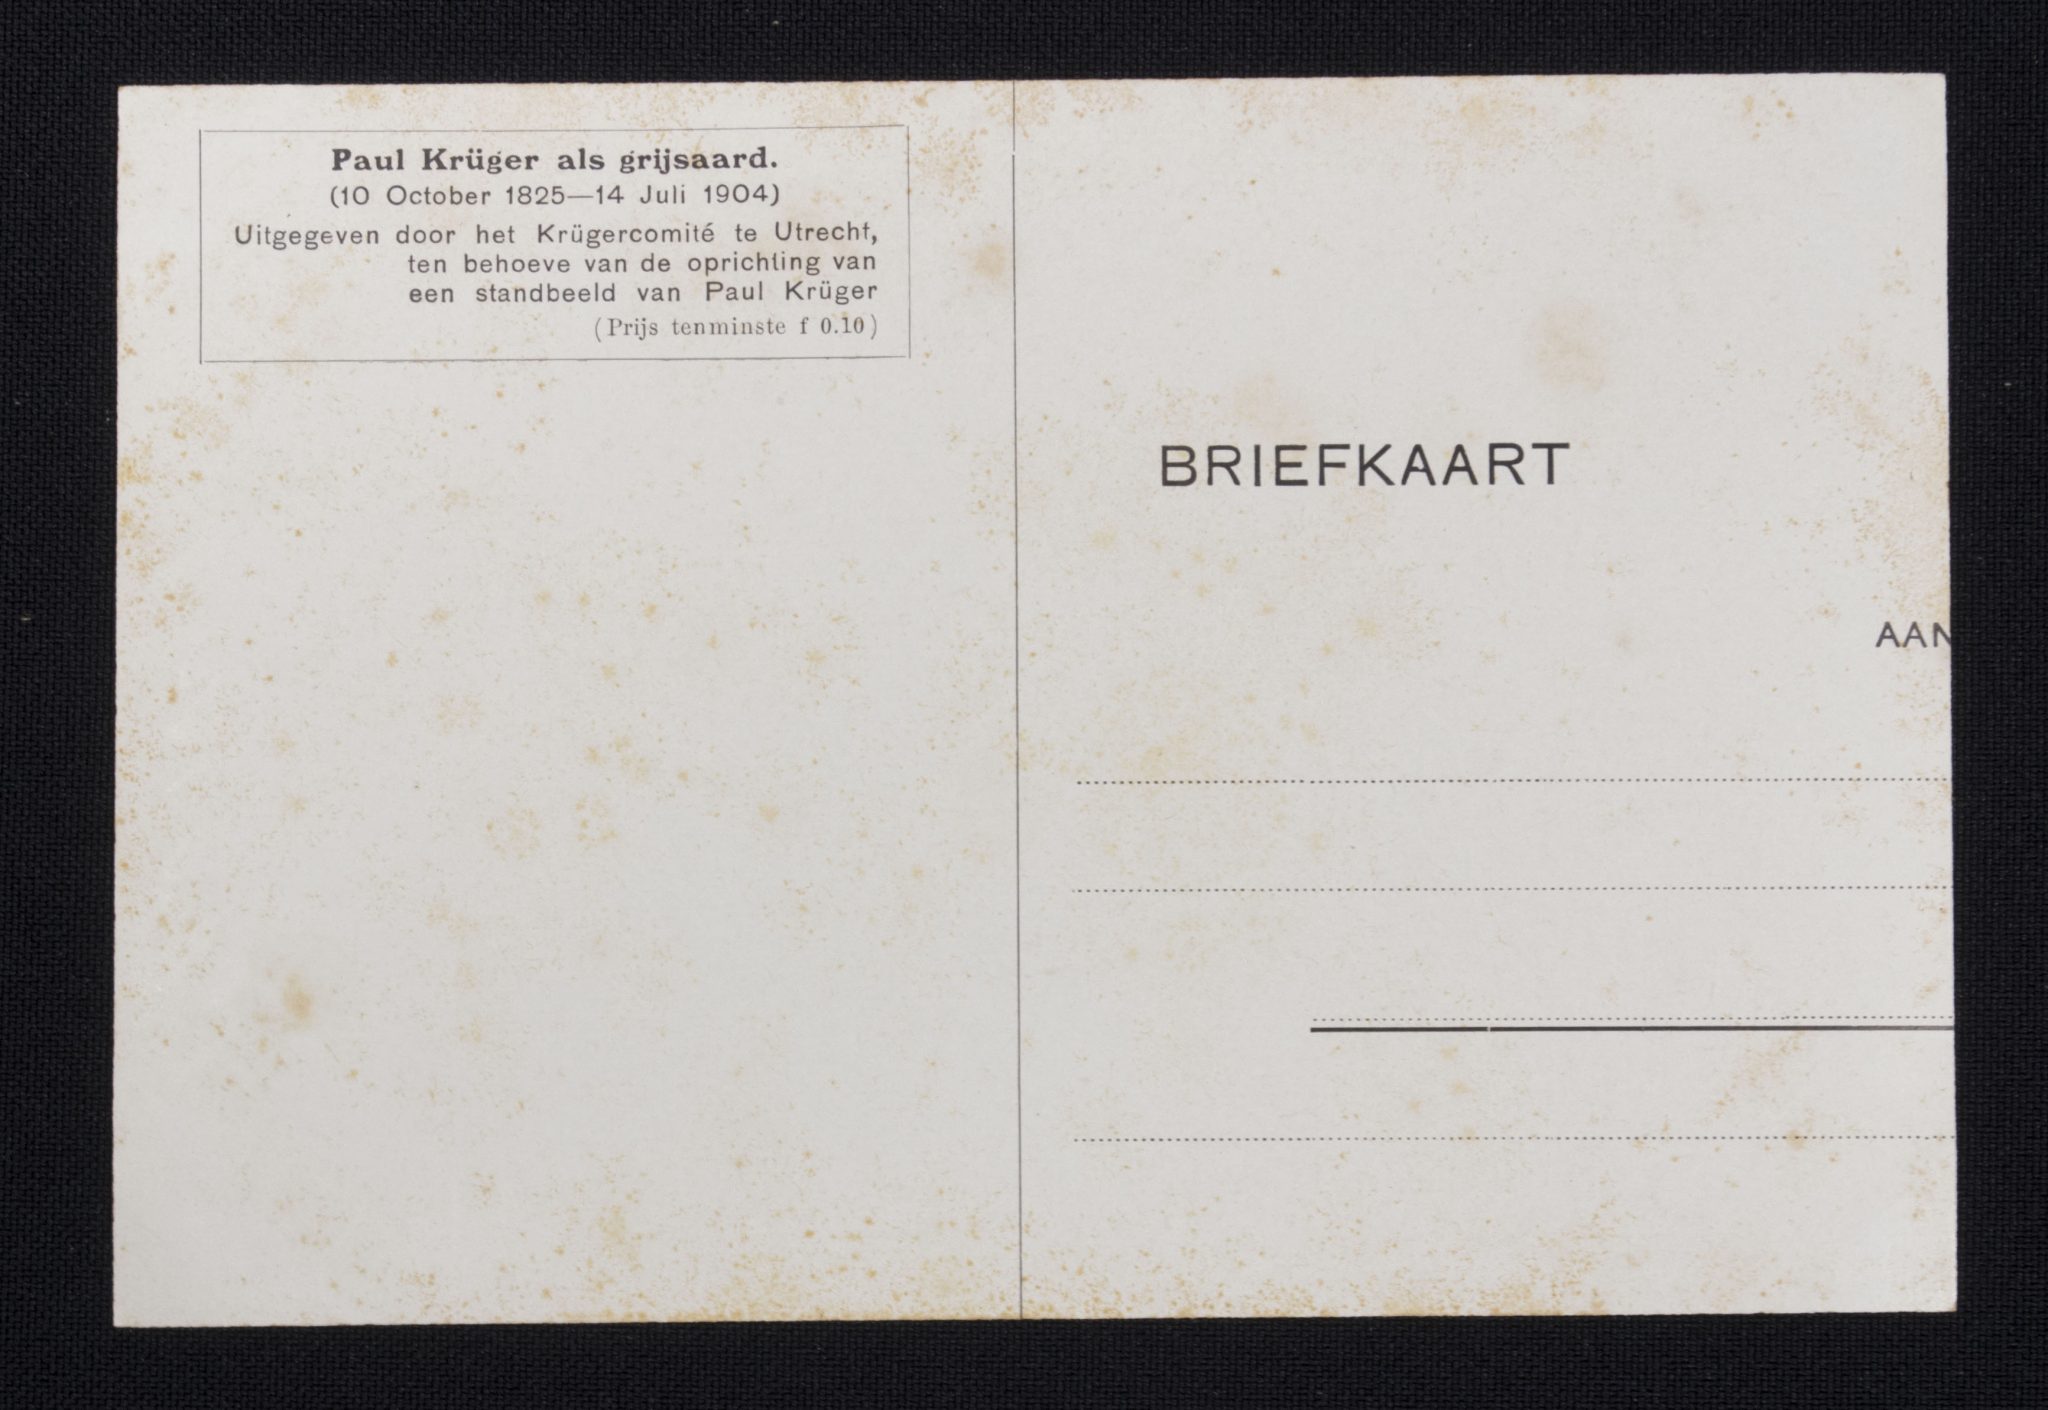 Paul Krüger als grijsaard.
(10 October 1825—14 Juli 1904)
Uitgegeven door het Krügercomité te Utrecht,
ten behoeve van de oprichting van
een standbeeld van Paul Krüger
(Prijs tenminste f 0.10)
BRIEFKAART
AAN